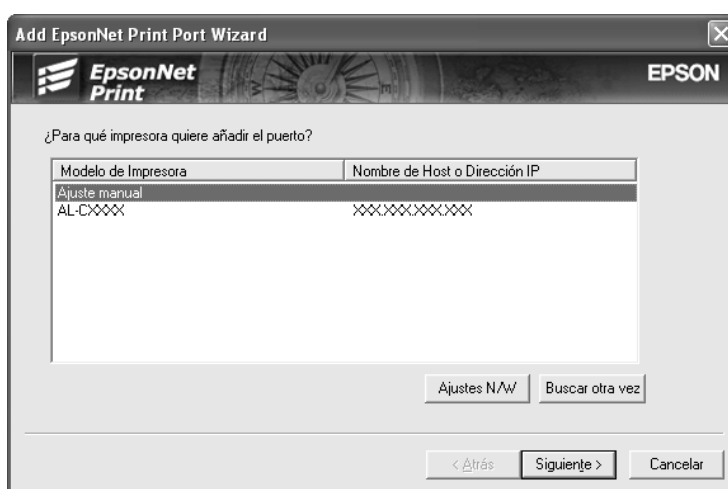 Add EpsonNet Print Port Wizard
EpsonNet
Print
EPSON
¿Para qué impresora quiere añadir el puerto?
Modelo de Impresora Nombre de Host o Dirección IP
Ajuste manual
AL-CXXXX XXX.XXX.XXX.XXX
Ajustes N/W Buscar otra vez
< Atrás Siguiente > Cancelar